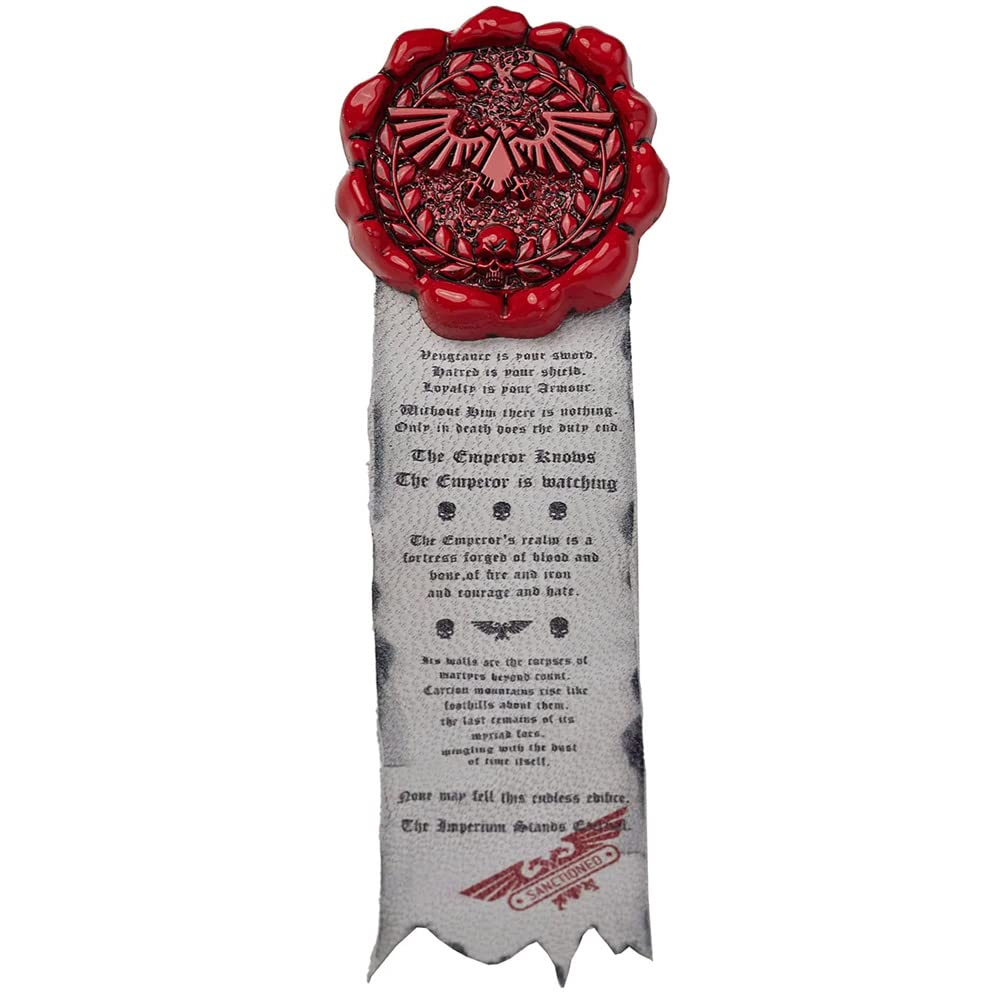 Vengeance is your sword.
Hatred is your shield.
Loyalty is your Armour.
Without Him there is nothing.
Only in death does the duty end.
The Emperor Knows
The Emperor is watching
The Emperor's realm is a
fortress forged of blood and
bone,of fire and iron
and courage and hate.
Its walls are the corpses of
martyrs beyond count.
Carrion mountains rise like
foothills about them.
the last remains of its
myriad foes.
mingling with the dust
of time itself.
None may fell this endless edifice.
The Imperium Stands
SANCTIONED